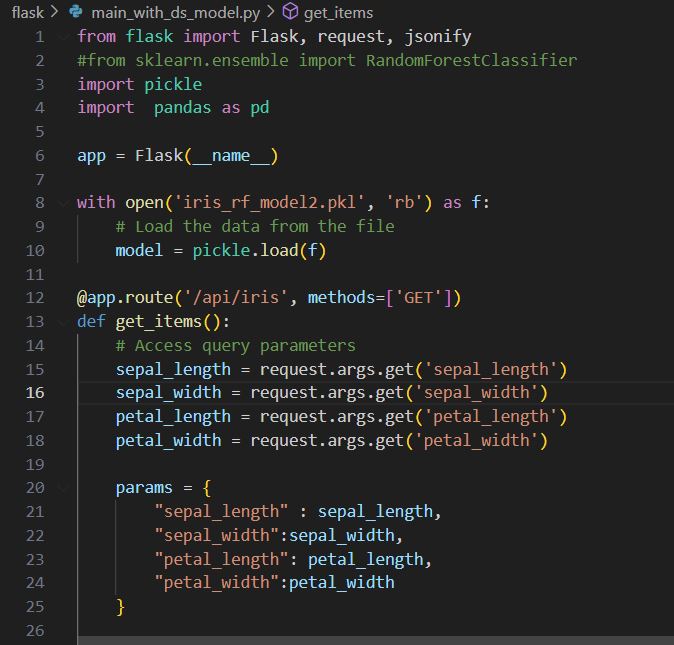 flask > main_with_ds_model.py > get_items
1 from flask import Flask, request, jsonify
2 #from sklearn.ensemble import RandomForestClassifier
3 import pickle
4 import  pandas as pd
5
6 app = Flask(__name__)
7
8 with open('iris_rf_model2.pkl', 'rb') as f:
9     # Load the data from the file
10     model = pickle.load(f)
11
12 @app.route('/api/iris', methods=['GET'])
13 def get_items():
14     # Access query parameters
15     sepal_length = request.args.get('sepal_length')
16     sepal_width = request.args.get('sepal_width')
17     petal_length = request.args.get('petal_length')
18     petal_width = request.args.get('petal_width')
19
20     params = {
21         "sepal_length" : sepal_length,
22         "sepal_width":sepal_width,
23         "petal_length": petal_length,
24         "petal_width":petal_width
25     }
26